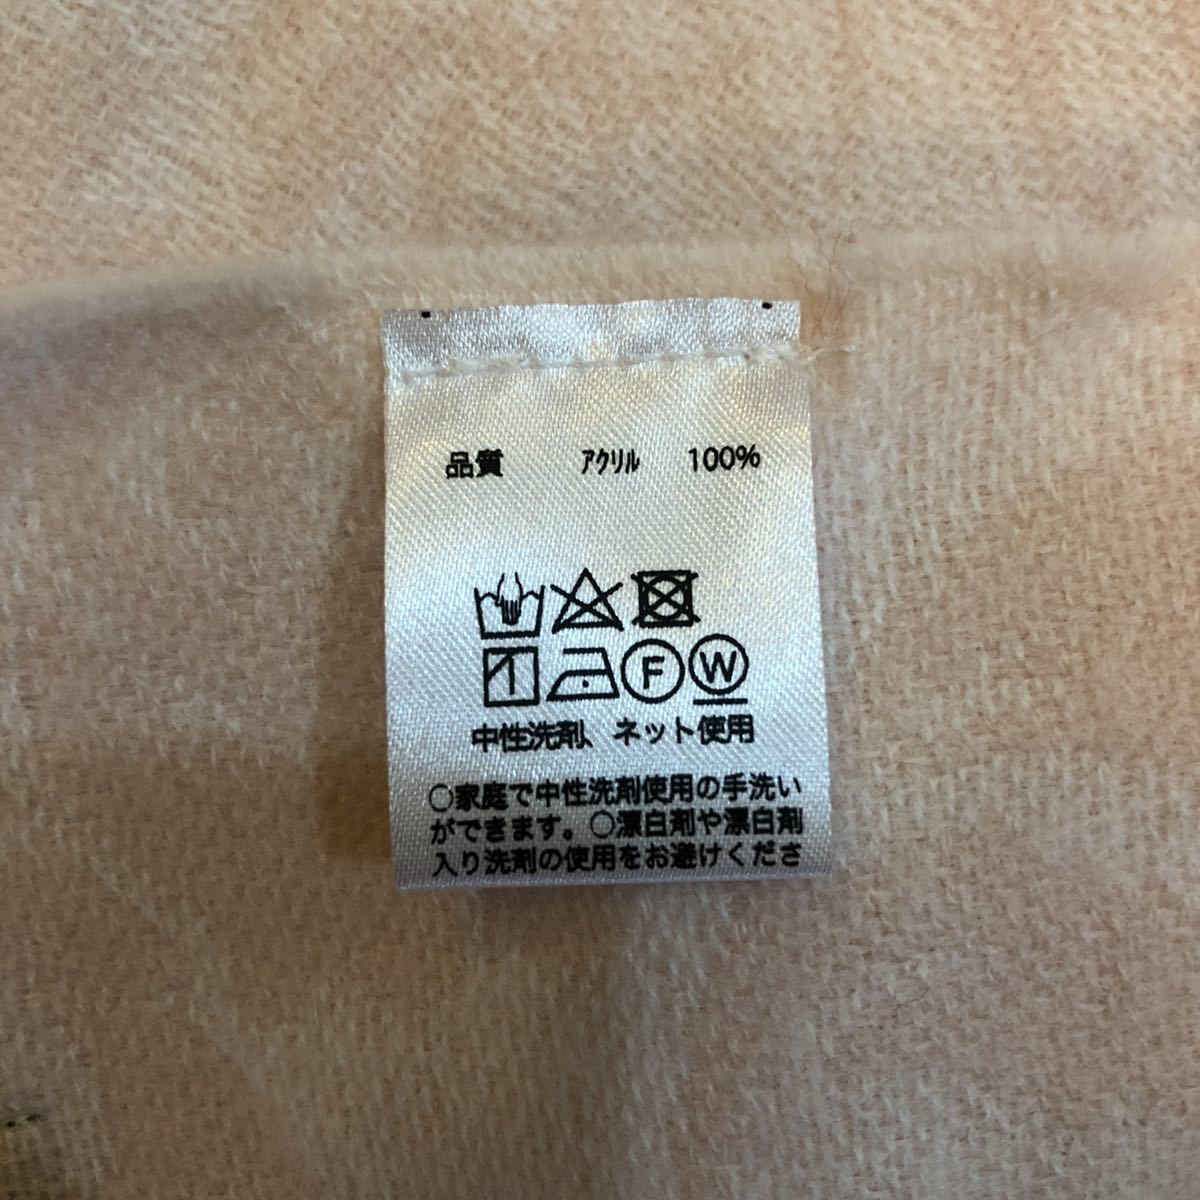 品質 アクリル 100%
F W
中性洗剤、ネット使用
○家庭で中性洗剤使用の手洗い
ができます。○漂白剤や漂白剤
入り洗剤の使用をお避けくださ